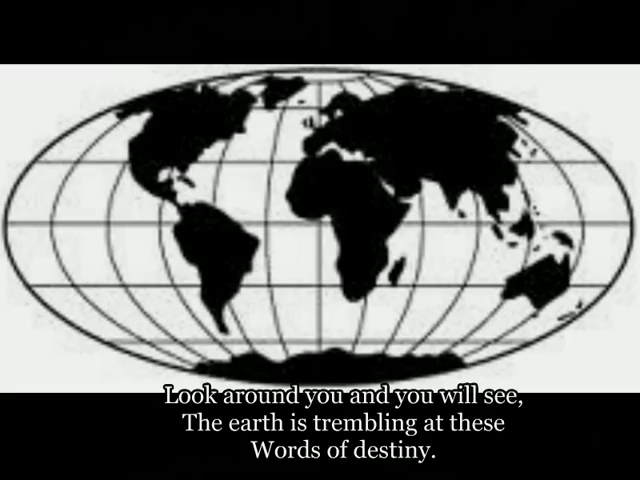 Look around you and you will see,
The earth is trembling at these
Words of destiny.